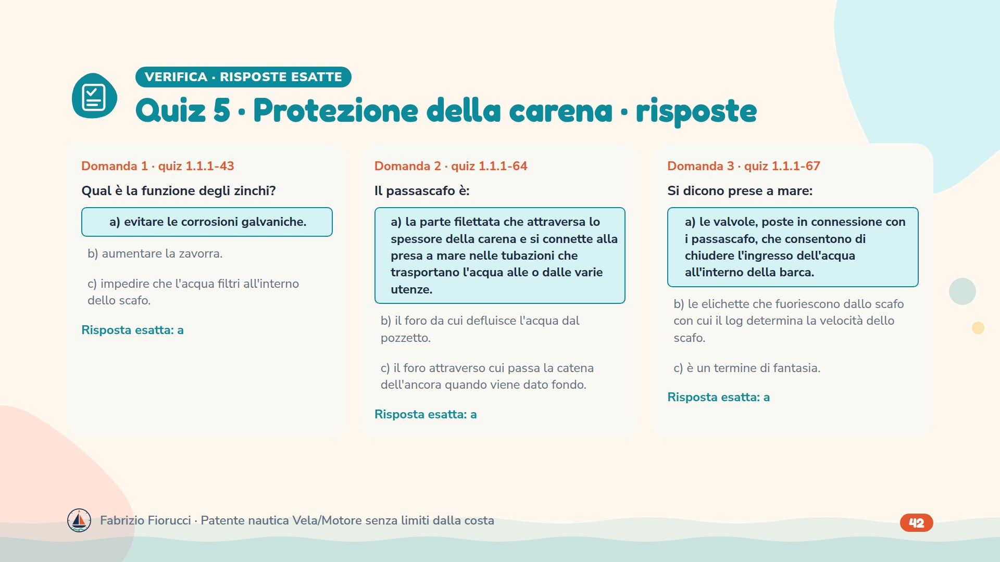 VERIFICA · RISPOSTE ESATTE
Quiz 5 · Protezione della carena · risposte
Domanda 1 · quiz 1.1.1-43
Qual è la funzione degli zinchi?
a) evitare le corrosioni galvaniche.
b) aumentare la zavorra.
c) impedire che l'acqua filtri all'interno
dello scafo.
Risposta esatta: a
Domanda 2 · quiz 1.1.1-64
Il passascafo è:
a) la parte filettata che attraversa lo
spessore della carena e si connette alla
presa a mare nelle tubazioni che
trasportano l'acqua alle o dalle varie
utenze.
b) il foro da cui defluisce l'acqua dal
pozzetto.
c) il foro attraverso cui passa la catena
dell'ancora quando viene dato fondo.
Risposta esatta: a
Domanda 3 · quiz 1.1.1-67
Si dicono prese a mare:
a) le valvole, poste in connessione con
i passascafo, che consentono di
chiudere l'ingresso dell'acqua
all'interno della barca.
b) le elichette che fuoriescono dallo scafo
con cui il log determina la velocità dello
scafo.
c) è un termine di fantasia.
Risposta esatta: a
Fabrizio Fiorucci · Patente nautica Vela/Motore senza limiti dalla costa
42